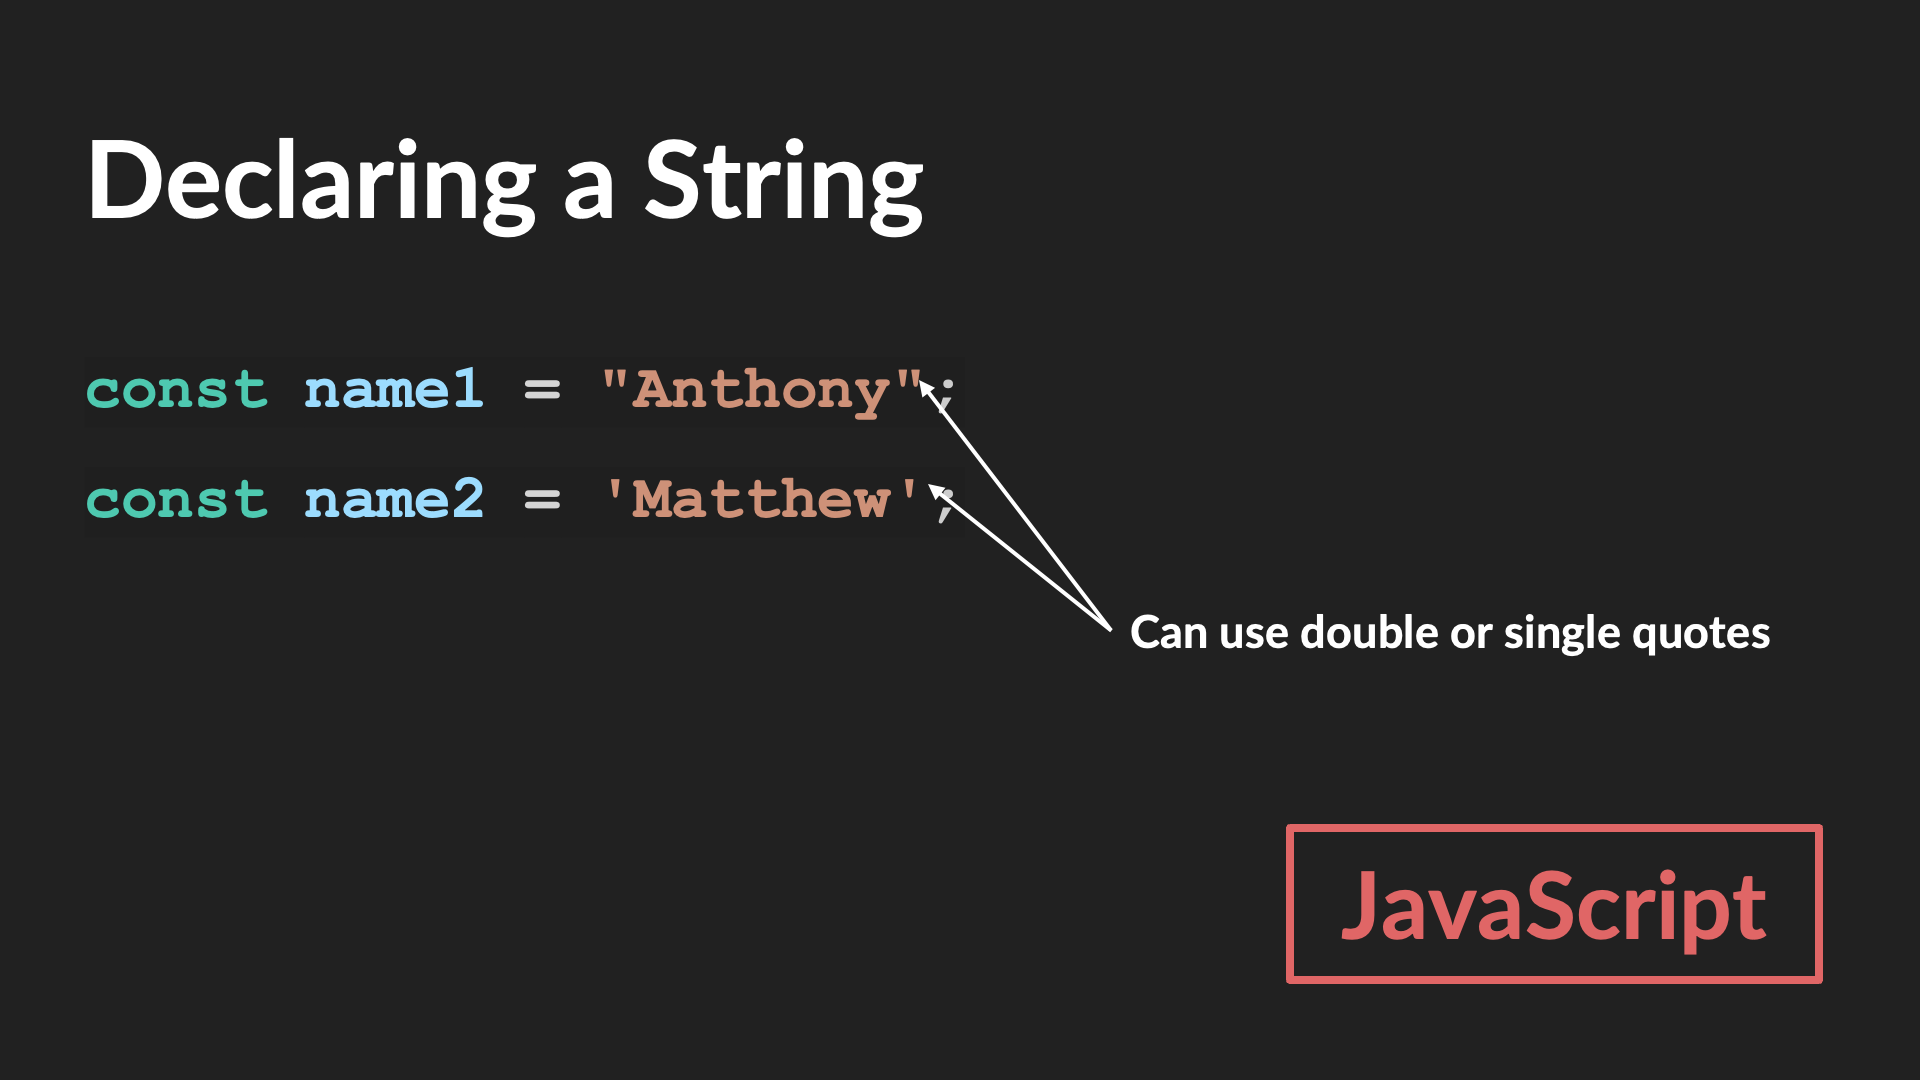 Declaring a String
const name1 = "Anthony";
const name2 = 'Matthew';
Can use double or single quotes
JavaScript